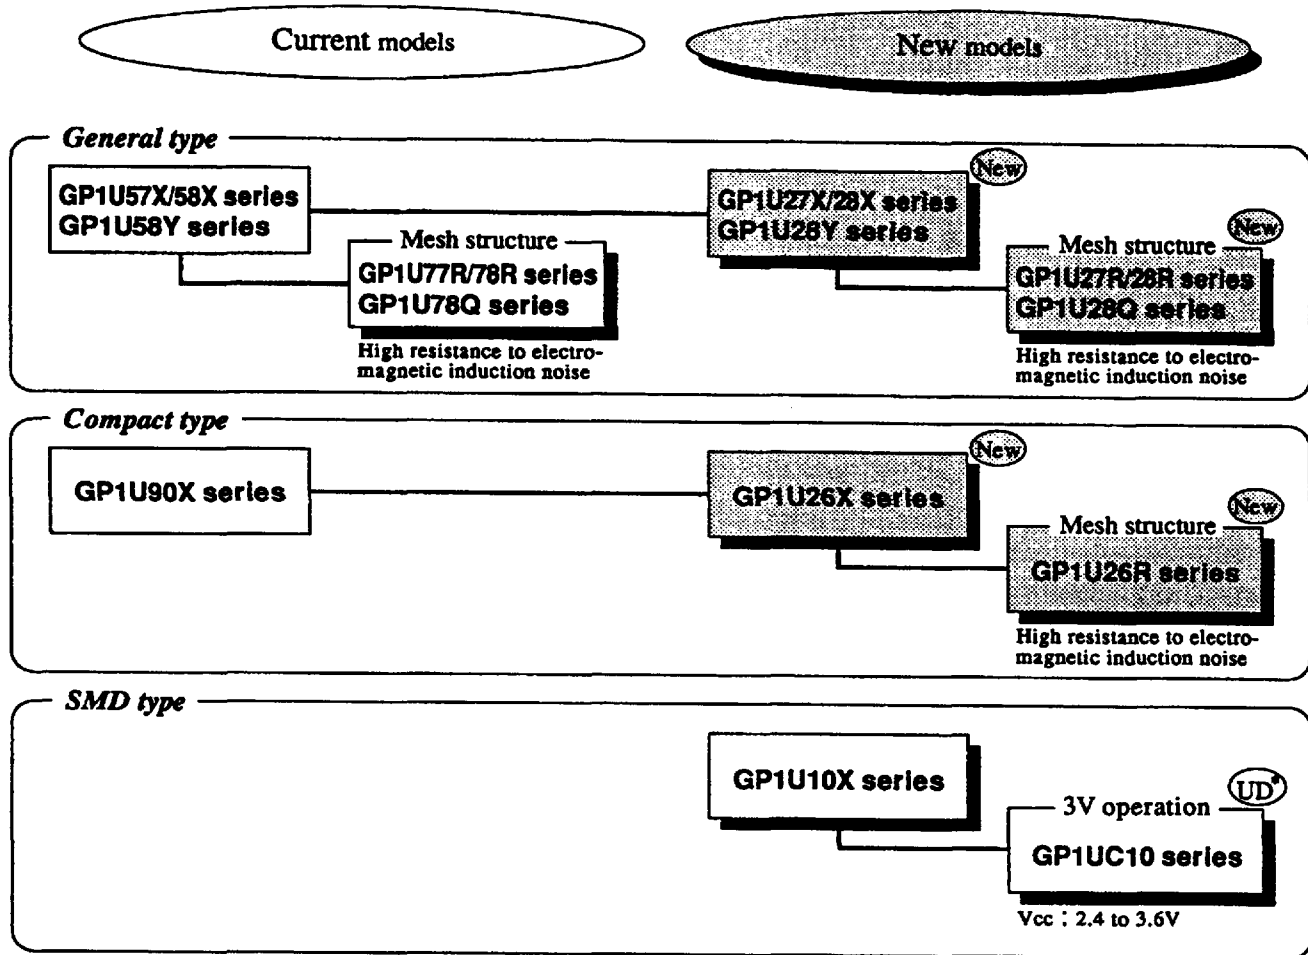 Current models
New models
General type
GP1U57X/58X series
GP1U58Y series
Mesh structure
GP1U77R/78R series
GP1U78Q series
High resistance to electro-
magnetic induction noise
New
GP1U27X/28X series
GP1U28Y series
New
Mesh structure
GP1U27R/28R series
GP1U28Q series
High resistance to electro-
magnetic induction noise
Compact type
GP1U90X series
New
GP1U26X series
New
Mesh structure
GP1U26R series
High resistance to electro-
magnetic induction noise
SMD type
GP1U10X series
UD*
3V operation
GP1UC10 series
Vcc : 2.4 to 3.6V